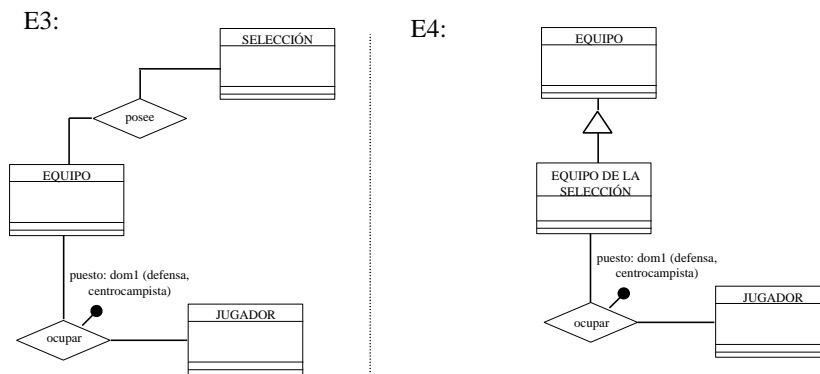 E3:
SELECCIÓN
posee
EQUIPO
puesto: dom1 (defensa,
centrocampista)
ocupar
JUGADOR
E4:
EQUIPO
EQUIPO DE LA
SELECCIÓN
puesto: dom1 (defensa,
centrocampista)
ocupar
JUGADOR